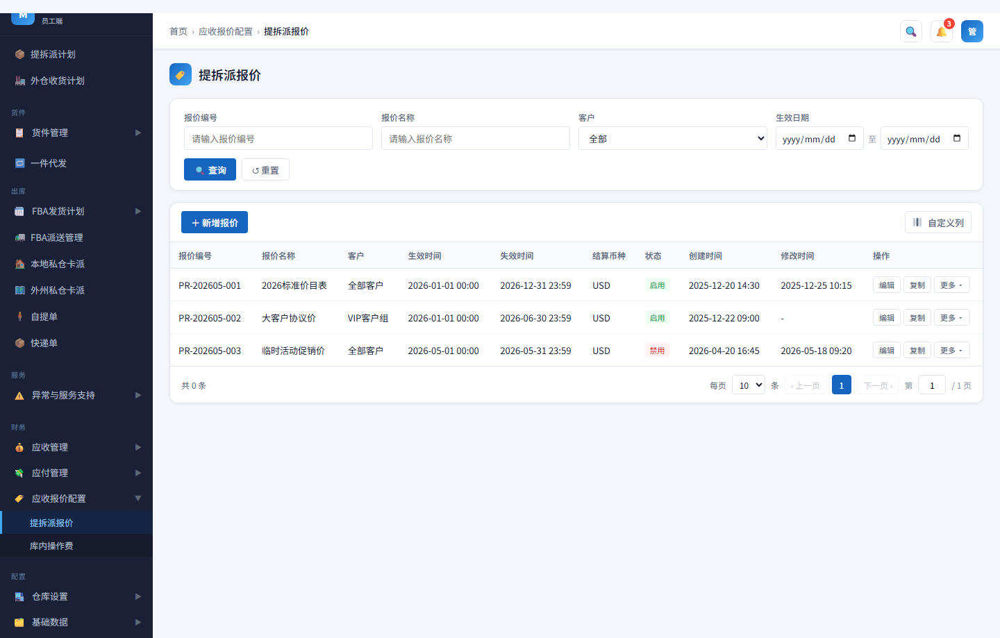 M
员工端
提拆派计划
外仓收货计划
货件
货件管理 ▶
一件代发
出库
FBA发货计划 ▶
FBA派送管理
本地私仓卡派
外州私仓卡派
自提单
快递单
服务
异常与服务支持 ▶
财务
应收管理 ▶
应付管理 ▶
应收报价配置 ▼
提拆派报价
库内操作费
配置
仓库设置 ▶
基础数据 ▶
首页 › 应收报价配置 › 提拆派报价
3
管
提拆派报价
报价编号 报价名称 客户 生效日期
请输入报价编号 请输入报价名称 全部 yyyy/mm/dd 至 yyyy/mm/dd
查询 ↺ 重置
＋ 新增报价 自定义列
报价编号 报价名称 客户 生效时间 失效时间 结算币种 状态 创建时间 修改时间 操作
PR-202605-001 2026标准价目表 全部客户 2026-01-01 00:00 2026-12-31 23:59 USD 启用 2025-12-20 14:30 2025-12-25 10:15 编辑 复制 更多
PR-202605-002 大客户协议价 VIP客户组 2026-01-01 00:00 2026-06-30 23:59 USD 启用 2025-12-22 09:00 - 编辑 复制 更多
PR-202605-003 临时活动促销价 全部客户 2026-05-01 00:00 2026-05-31 23:59 USD 禁用 2026-04-20 16:45 2026-05-18 09:20 编辑 复制 更多
共 0 条 每页 10 条 ‹ 上一页 1 下一页 › 第 1 / 1 页